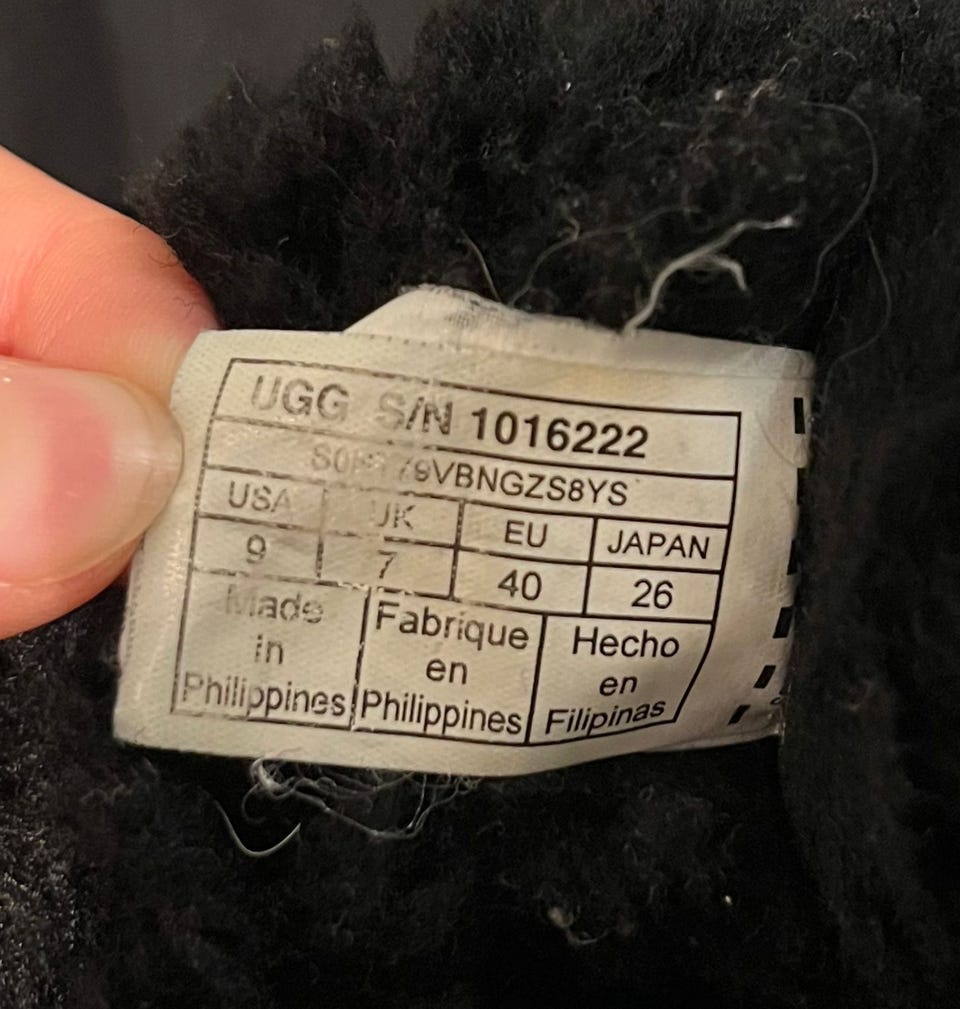 UGG S/N 1016222
USA UK EU JAPAN
9 7 40 26
Made in Philippines
Fabrique en Philippines
Hecho en Filipinas